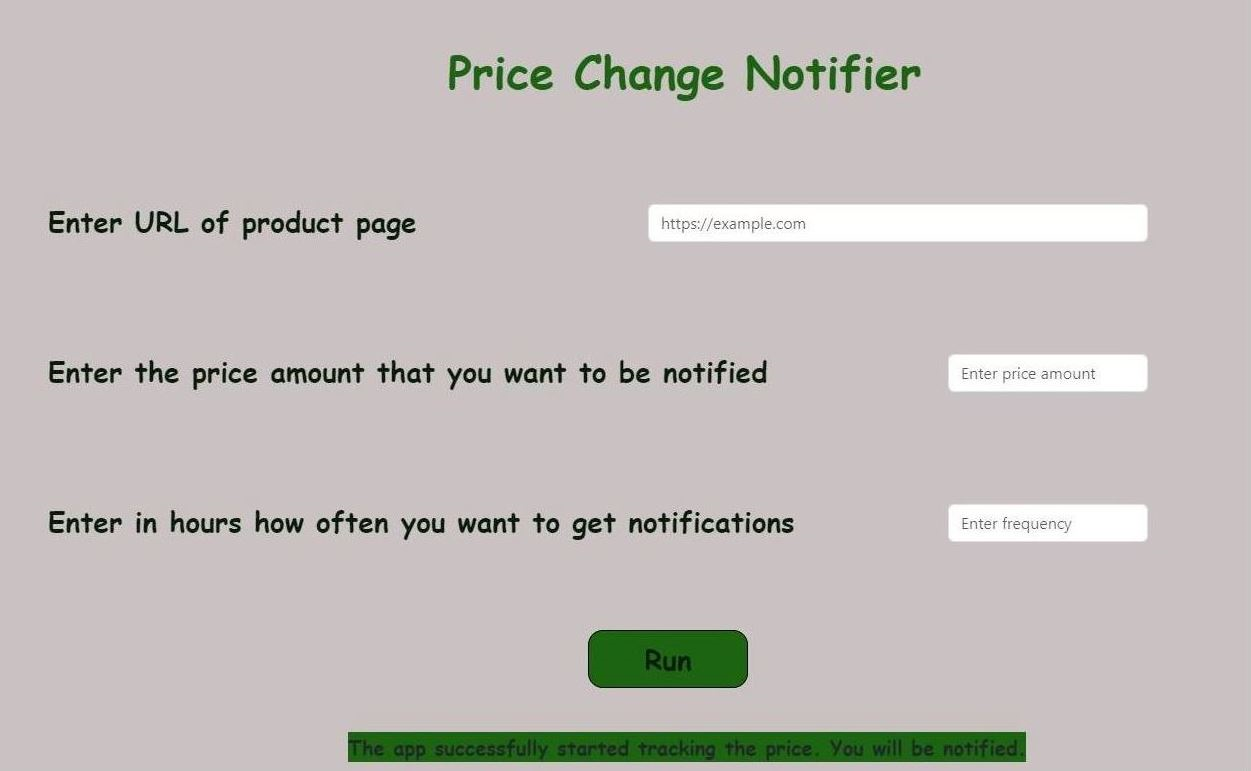 Price Change Notifier
Enter URL of product page
https://example.com
Enter the price amount that you want to be notified
Enter price amount
Enter in hours how often you want to get notifications
Enter frequency
Run
The app successfully started tracking the price. You will be notified.